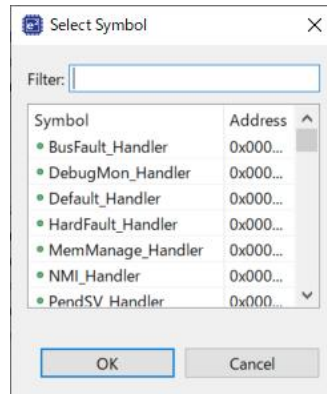 e²
Select Symbol
Filter:
Symbol Address
BusFault_Handler 0x000...
DebugMon_Handler 0x000...
Default_Handler 0x000...
HardFault_Handler 0x000...
MemManage_Handler 0x000...
NMI_Handler 0x000...
PendSV_Handler 0x000...
OK Cancel